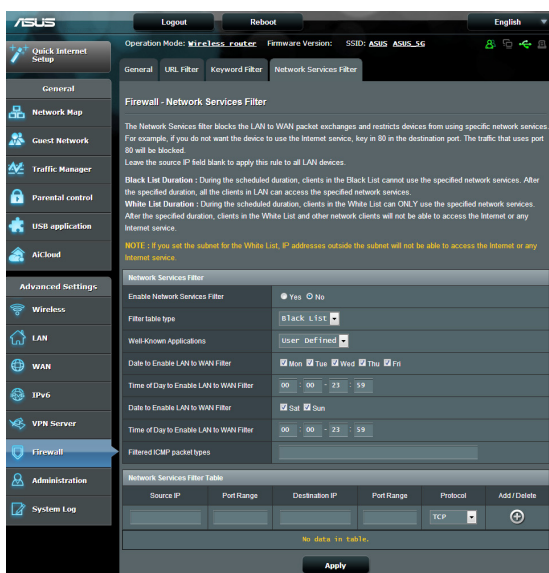 ASUS
Logout Reboot English
Quick Internet Setup
General
Network Map
Guest Network
Traffic Manager
Parental control
USB application
AiCloud
Advanced Settings
Wireless
LAN
WAN
IPv6
VPN Server
Firewall
Administration
System Log
Operation Mode: Wireless router Firmware Version: SSID: ASUS ASUS_5G
General URL Filter Keyword Filter Network Services Filter
Firewall - Network Services Filter
The Network Services filter blocks the LAN to WAN packet exchanges and restricts devices from using specific network services.
For example, if you do not want the device to use the Internet service, key in 80 in the destination port. The traffic that uses port
80 will be blocked.
Leave the source IP field blank to apply this rule to all LAN devices.
Black List Duration : During the scheduled duration, clients in the Black List cannot use the specified network services. After
the specified duration, all the clients in LAN can access the specified network services.
White List Duration : During the scheduled duration, clients in the White List can ONLY use the specified network services.
After the specified duration, clients in the White List and other network clients will not be able to access the Internet or any
Internet service.
NOTE : If you set the subnet for the White List, IP addresses outside the subnet will not be able to access the Internet or any
Internet service.
Network Services Filter
Enable Network Services Filter Yes No
Filter table type Black List
Well-Known Applications User Defined
Date to Enable LAN to WAN Filter Mon Tue Wed Thu Fri
Time of Day to Enable LAN to WAN Filter 00 : 00 - 23 : 59
Date to Enable LAN to WAN Filter Sat Sun
Time of Day to Enable LAN to WAN Filter 00 : 00 - 23 : 59
Filtered ICMP packet types
Network Services Filter Table
Source IP Port Range Destination IP Port Range Protocol Add / Delete
TCP
No data in table.
Apply